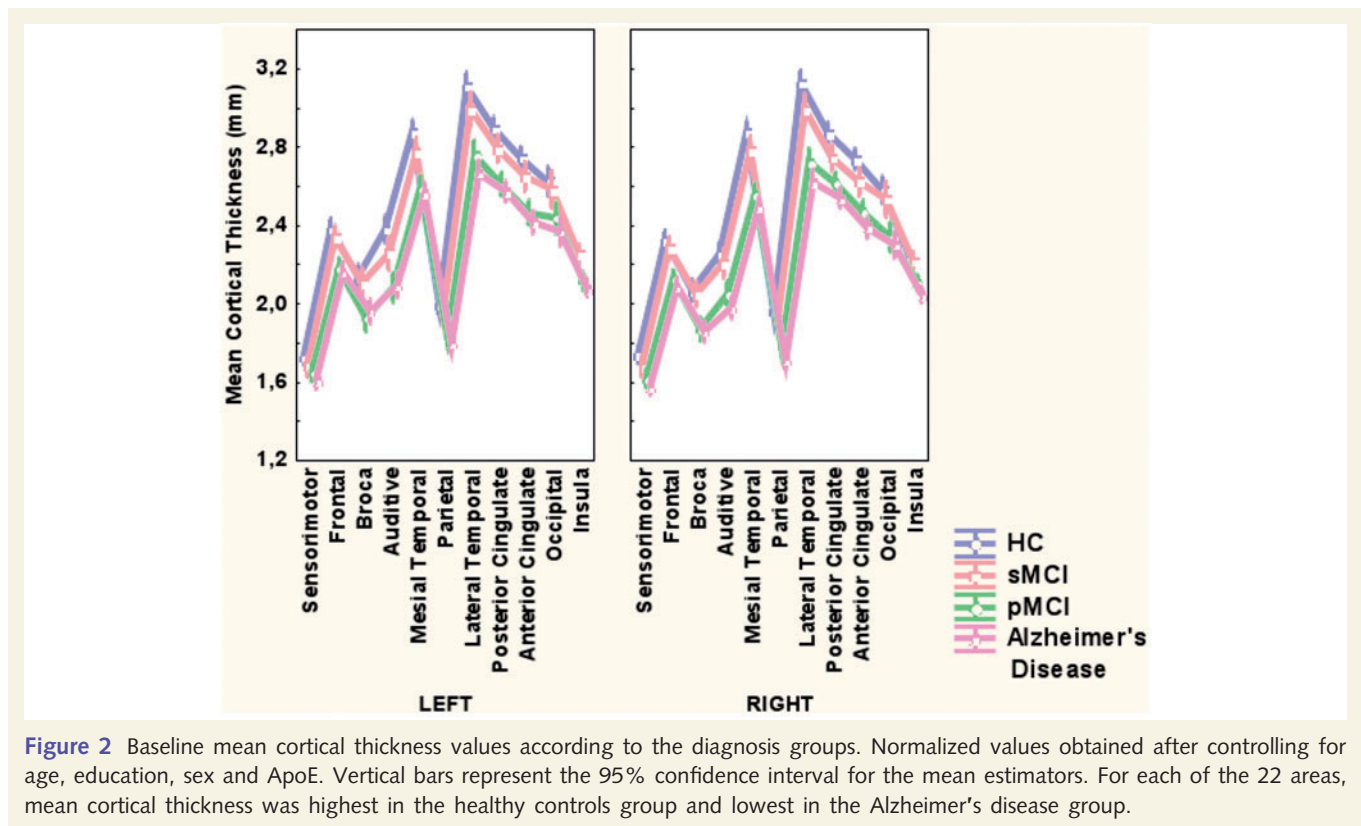 Mean Cortical Thickness (mm)
3,2
2,8
2,4
2,0
1,6
1,2
Sensorimotor
Frontal
Broca
Auditive
Mesial Temporal
Parietal
Lateral Temporal
Posterior Cingulate
Anterior Cingulate
Occipital
Insula
LEFT
Sensorimotor
Frontal
Broca
Auditive
Mesial Temporal
Parietal
Lateral Temporal
Posterior Cingulate
Anterior Cingulate
Occipital
Insula
RIGHT
HC
sMCI
pMCI
Alzheimer's
Disease
Figure 2 Baseline mean cortical thickness values according to the diagnosis groups. Normalized values obtained after controlling for
age, education, sex and ApoE. Vertical bars represent the 95% confidence interval for the mean estimators. For each of the 22 areas,
mean cortical thickness was highest in the healthy controls group and lowest in the Alzheimer's disease group.